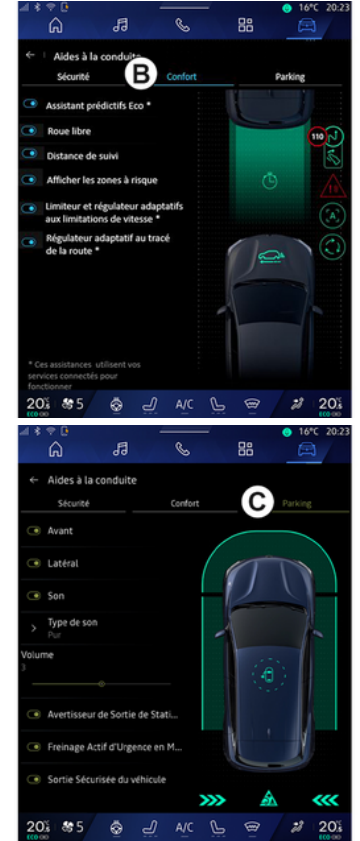 16°C 20:23
← Aides à la conduite
Sécurité B Confort Parking
Assistant prédictifs Eco *
Roue libre
Distance de suivi
Afficher les zones à risque
Limiteur et régulateur adaptatifs
aux limitations de vitesse *
Régulateur adaptatif au tracé
de la route *
110
A
* Ces assistances utilisent vos
services connectés pour
fonctionner
20.5 5 A/C 20.5
ECO ECO
16°C 20:23
← Aides à la conduite
Sécurité Confort C Parking
Avant
Latéral
Son
> Type de son
Pur
Volume
3
Avertisseur de Sortie de Stati...
Freinage Actif d'Urgence en M...
Sortie Sécurisée du véhicule
20.5 5 A/C 20.5
ECO ECO